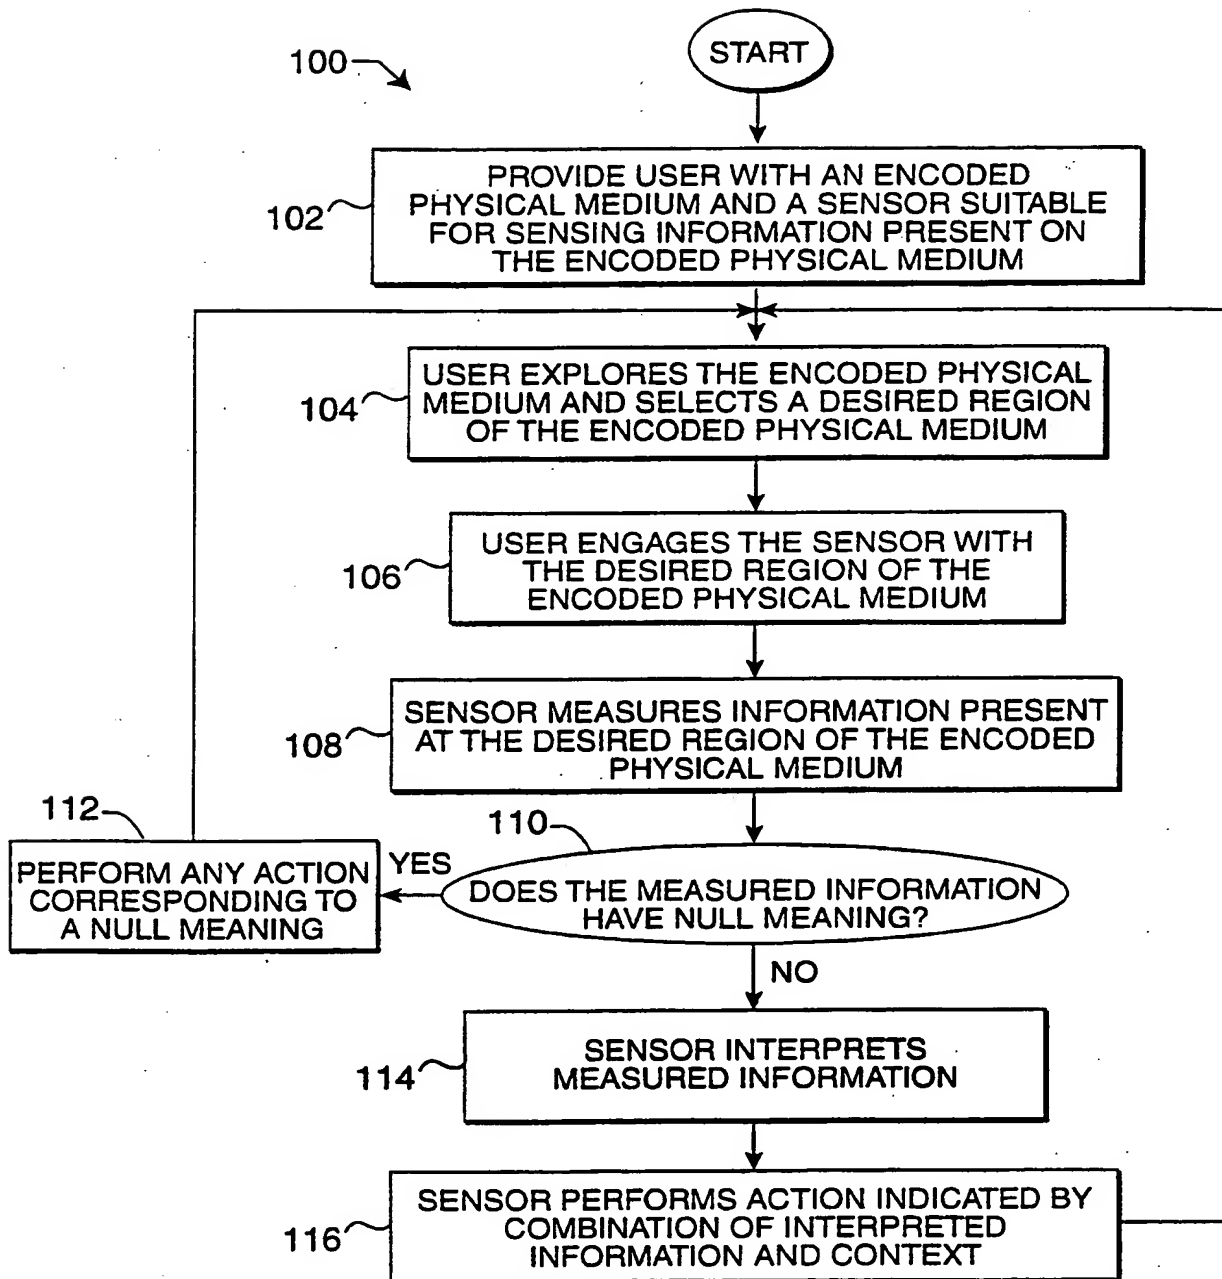 START
100
PROVIDE USER WITH AN ENCODED
PHYSICAL MEDIUM AND A SENSOR SUITABLE
FOR SENSING INFORMATION PRESENT ON
THE ENCODED PHYSICAL MEDIUM
102
USER EXPLORES THE ENCODED PHYSICAL
MEDIUM AND SELECTS A DESIRED REGION
OF THE ENCODED PHYSICAL MEDIUM
104
USER ENGAGES THE SENSOR WITH
THE DESIRED REGION OF THE
ENCODED PHYSICAL MEDIUM
106
SENSOR MEASURES INFORMATION PRESENT
AT THE DESIRED REGION OF THE ENCODED
PHYSICAL MEDIUM
108
110
DOES THE MEASURED INFORMATION
HAVE NULL MEANING?
YES
112
PERFORM ANY ACTION
CORRESPONDING TO
A NULL MEANING
NO
SENSOR INTERPRETS
MEASURED INFORMATION
114
SENSOR PERFORMS ACTION INDICATED BY
COMBINATION OF INTERPRETED
INFORMATION AND CONTEXT
116